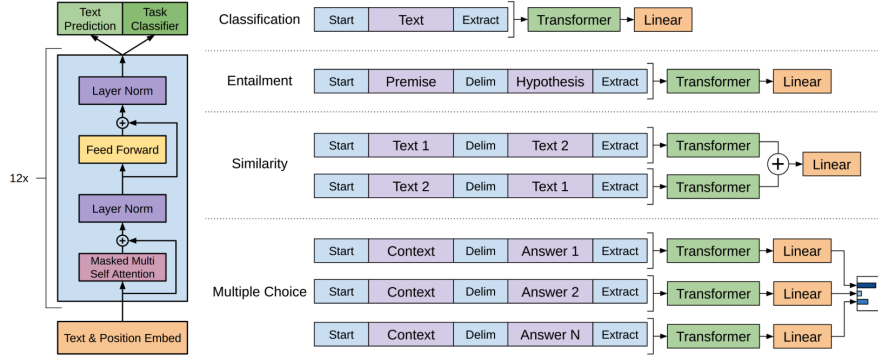 Text
Prediction
Task
Classifier
Layer Norm
Feed Forward
12x
Layer Norm
Masked Multi
Self Attention
Text & Position Embed
Classification
Start Text Extract Transformer Linear
Entailment
Start Premise Delim Hypothesis Extract Transformer Linear
Similarity
Start Text 1 Delim Text 2 Extract Transformer
Linear
Start Text 2 Delim Text 1 Extract Transformer
Multiple Choice
Start Context Delim Answer 1 Extract Transformer Linear
Start Context Delim Answer 2 Extract Transformer Linear
Start Context Delim Answer N Extract Transformer Linear